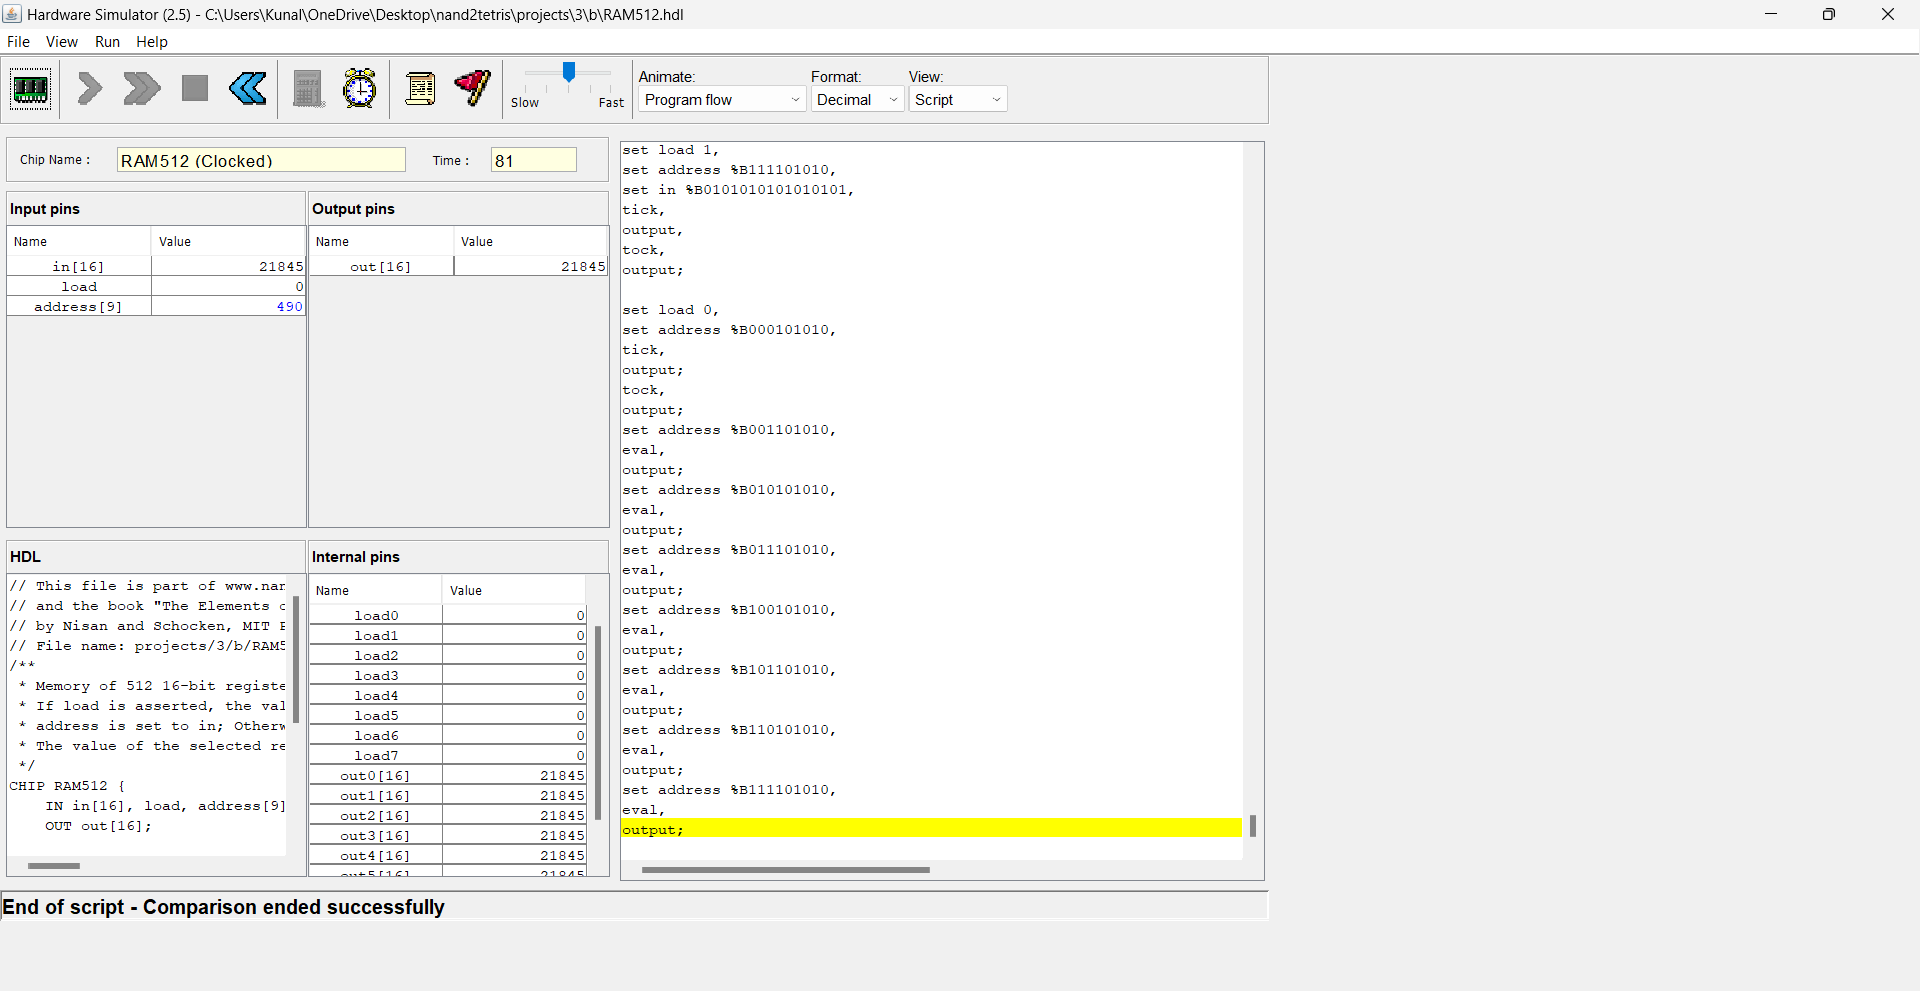 Hardware Simulator (2.5) - C:\Users\Kunal\OneDrive\Desktop\nand2tetris\projects\3\b\RAM512.hdl
File View Run Help
Slow Fast
Animate: Format: View:
Program flow Decimal Script
Chip Name : RAM512 (Clocked) Time : 81
Input pins
Name Value
in[16] 21845
load 0
address[9] 490
Output pins
Name Value
out[16] 21845
HDL
// This file is part of www.nan
// and the book "The Elements o
// by Nisan and Schocken, MIT P
// File name: projects/3/b/RAM5
/**
* Memory of 512 16-bit registe
* If load is asserted, the val
* address is set to in; Otherw
* The value of the selected re
*/
CHIP RAM512 {
IN in[16], load, address[9]
OUT out[16];
Internal pins
Name Value
load0 0
load1 0
load2 0
load3 0
load4 0
load5 0
load6 0
load7 0
out0[16] 21845
out1[16] 21845
out2[16] 21845
out3[16] 21845
out4[16] 21845
out5[16] 21845
set load 1,
set address %B111101010,
set in %B0101010101010101,
tick,
output,
tock,
output;
set load 0,
set address %B000101010,
tick,
output;
tock,
output;
set address %B001101010,
eval,
output;
set address %B010101010,
eval,
output;
set address %B011101010,
eval,
output;
set address %B100101010,
eval,
output;
set address %B101101010,
eval,
output;
set address %B110101010,
eval,
output;
set address %B111101010,
eval,
output;
End of script - Comparison ended successfully